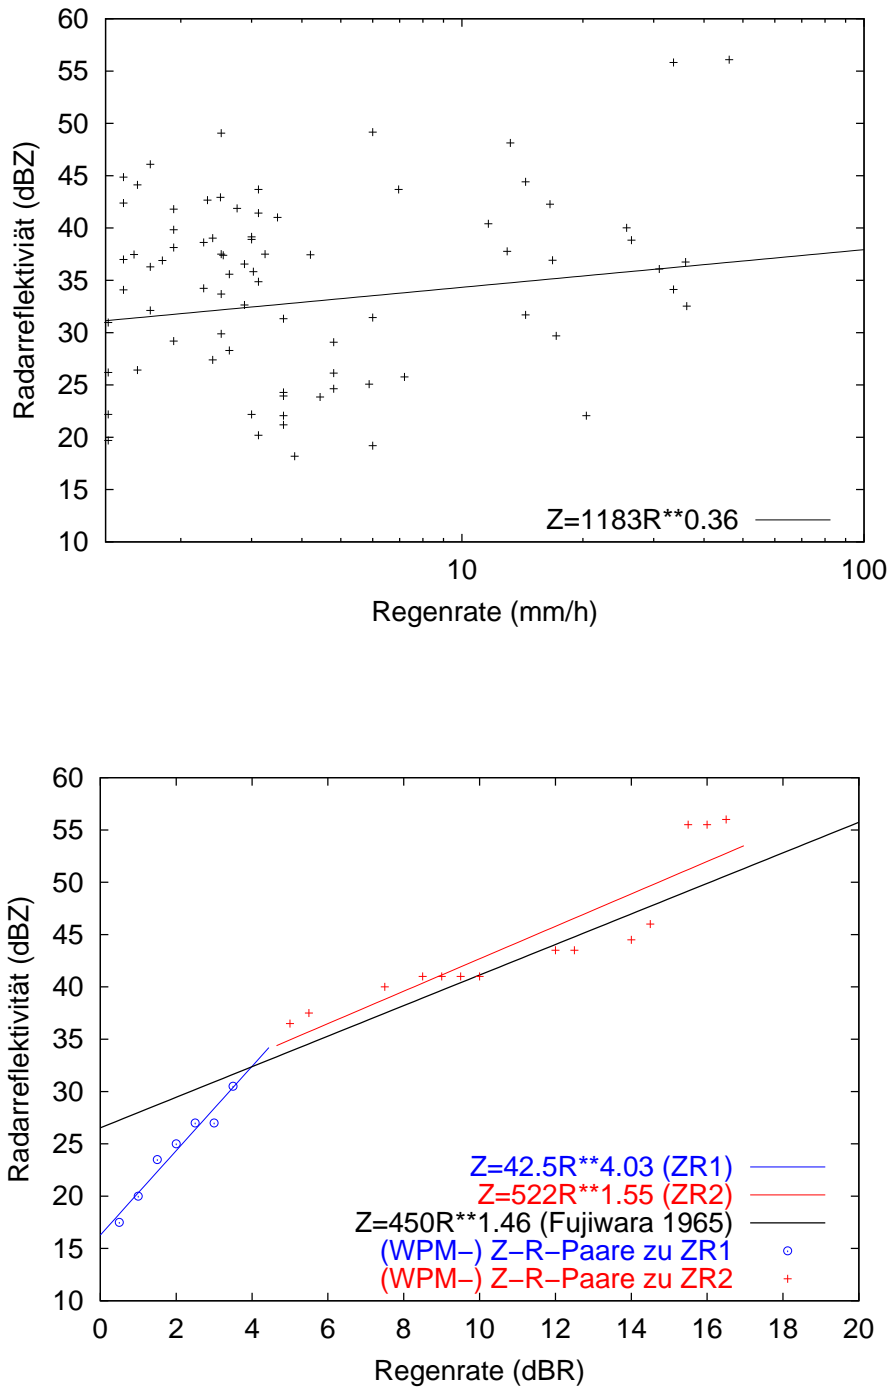 60
55
50
45
40
35
30
25
20
15
10
Radarreflektiviät (dBZ)
Z=1183R**0.36
10
100
Regenrate (mm/h)
60
55
50
45
40
35
30
25
20
15
10
Radarreflektivität (dBZ)
Z=42.5R**4.03 (ZR1)
Z=522R**1.55 (ZR2)
Z=450R**1.46 (Fujiwara 1965)
(WPM−) Z−R−Paare zu ZR1
(WPM−) Z−R−Paare zu ZR2
0 2 4 6 8 10 12 14 16 18 20
Regenrate (dBR)